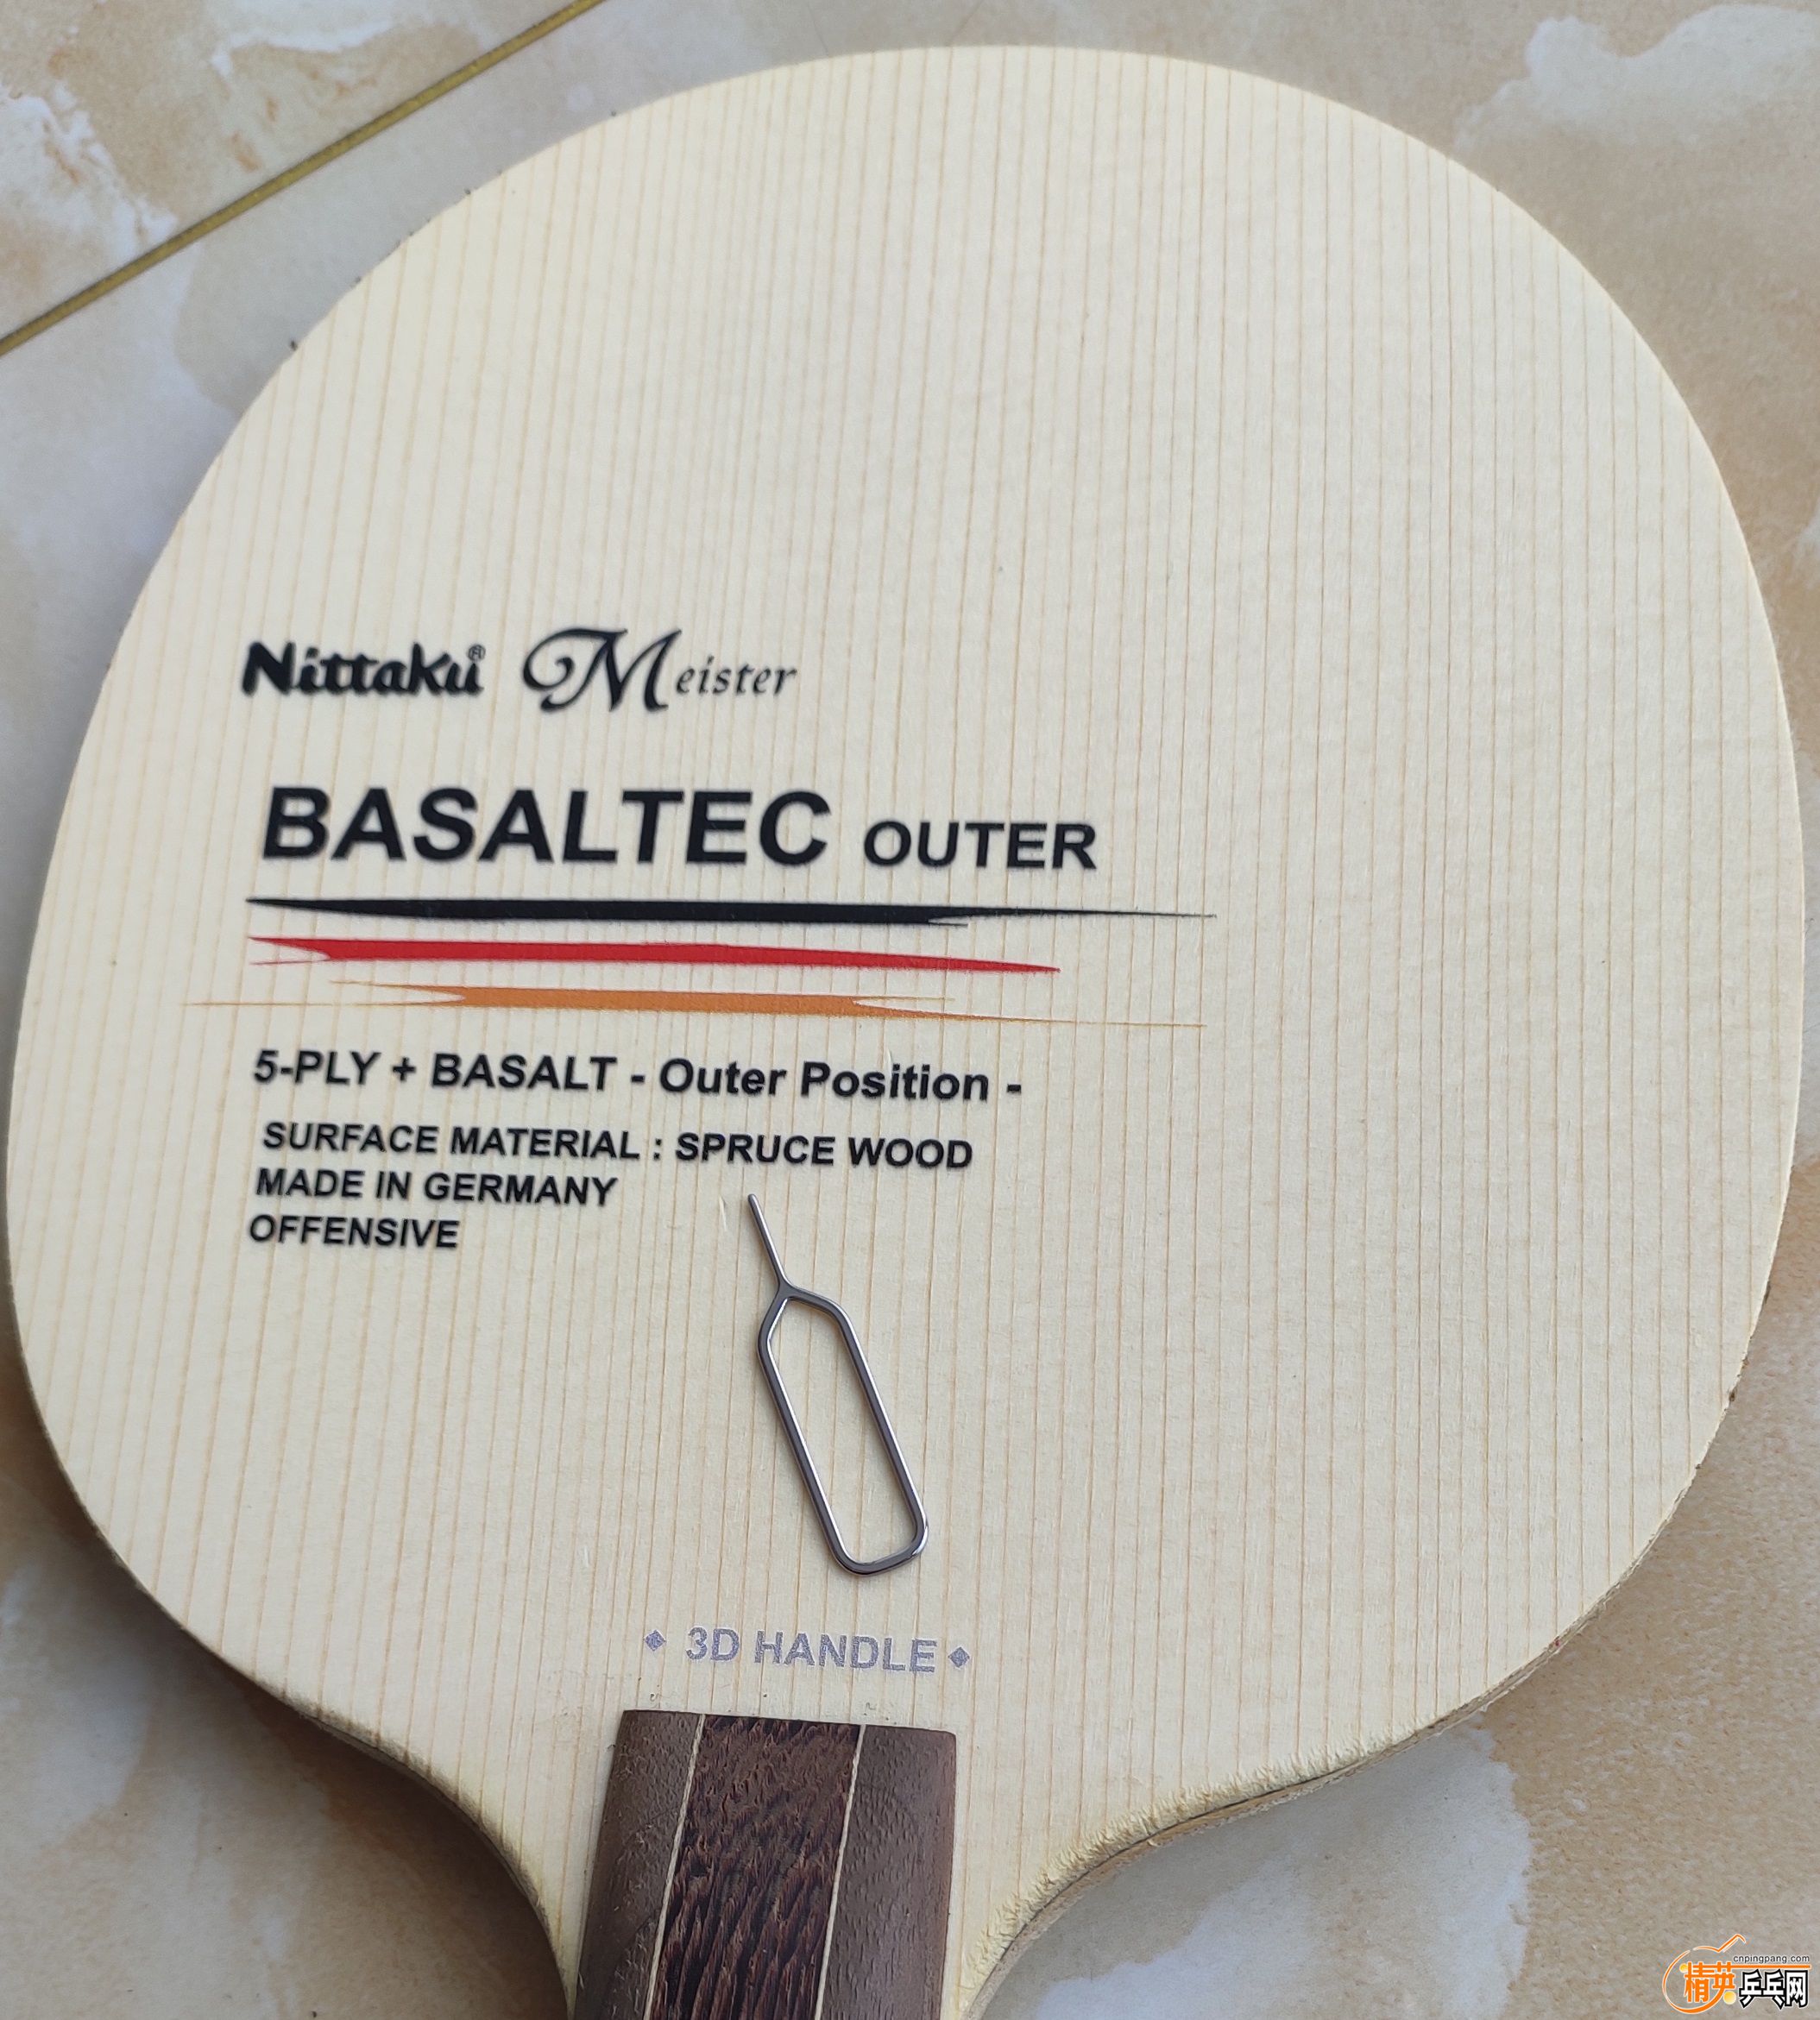 Nittaku® Meister
BASALTEC OUTER
5-PLY + BASALT - Outer Position -
SURFACE MATERIAL : SPRUCE WOOD
MADE IN GERMANY
OFFENSIVE
◆ 3D HANDLE ◆
cnpingpang.com
精英乒乓网